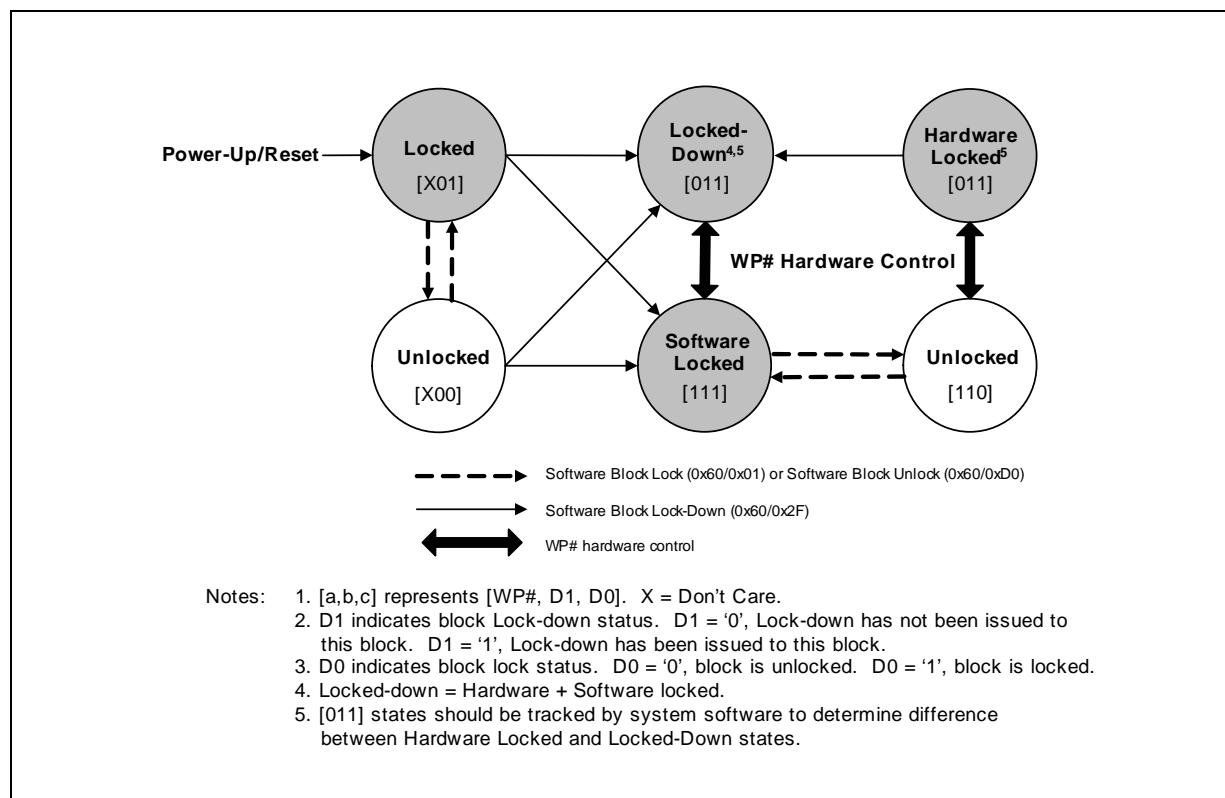 Power-Up/Reset
Locked
[X01]
Locked-
Down4,5
[011]
Hardware
Locked5
[011]
WP# Hardware Control
Unlocked
[X00]
Software
Locked
[111]
Unlocked
[110]
Software Block Lock (0x60/0x01) or Software Block Unlock (0x60/0xD0)
Software Block Lock-Down (0x60/0x2F)
WP# hardware control
Notes: 1. [a,b,c] represents [WP#, D1, D0]. X = Don't Care.
2. D1 indicates block Lock-down status. D1 = '0', Lock-down has not been issued to
this block. D1 = '1', Lock-down has been issued to this block.
3. D0 indicates block lock status. D0 = '0', block is unlocked. D0 = '1', block is locked.
4. Locked-down = Hardware + Software locked.
5. [011] states should be tracked by system software to determine difference
between Hardware Locked and Locked-Down states.